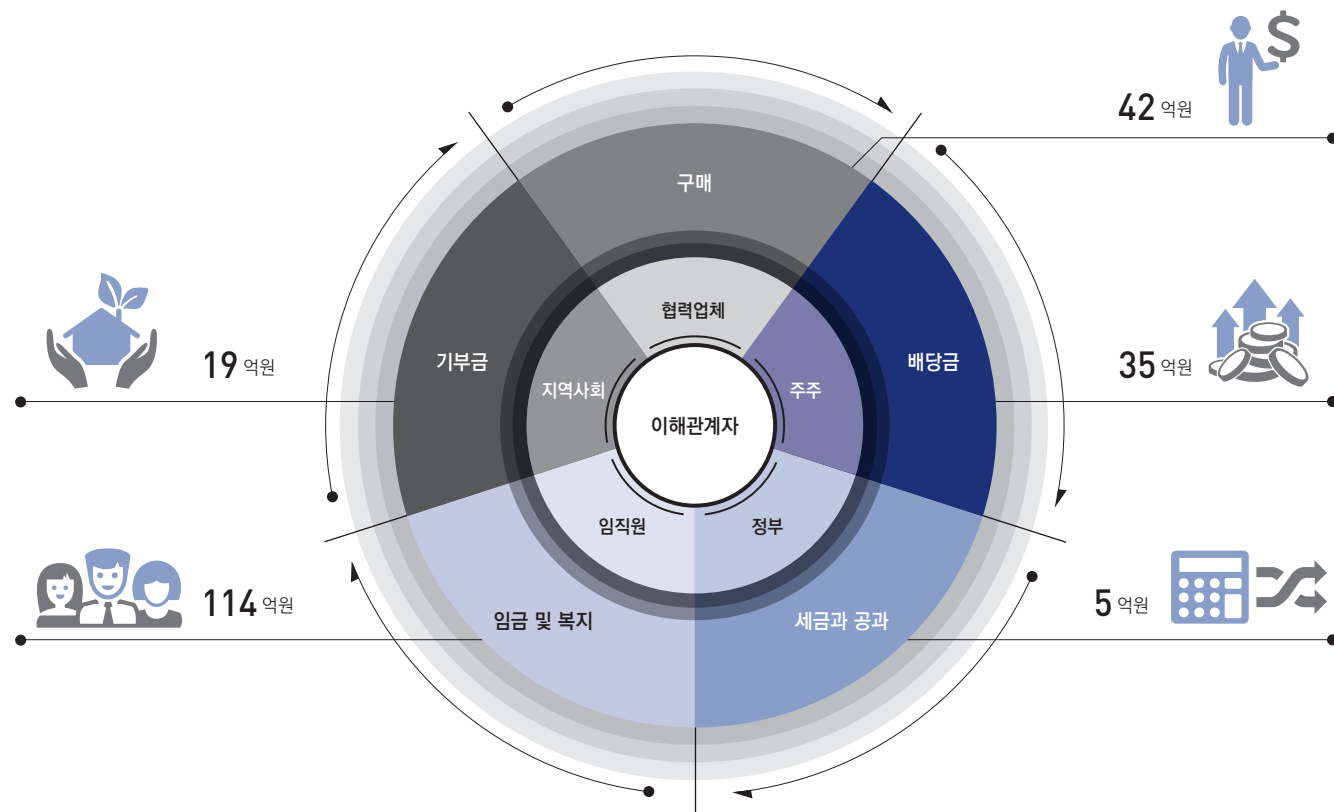 42 억원
구매
협력업체
19 억원
기부금
지역사회
주주
배당금
35 억원
이해관계자
임직원
정부
114 억원
임금 및 복지
세금과 공과
5 억원